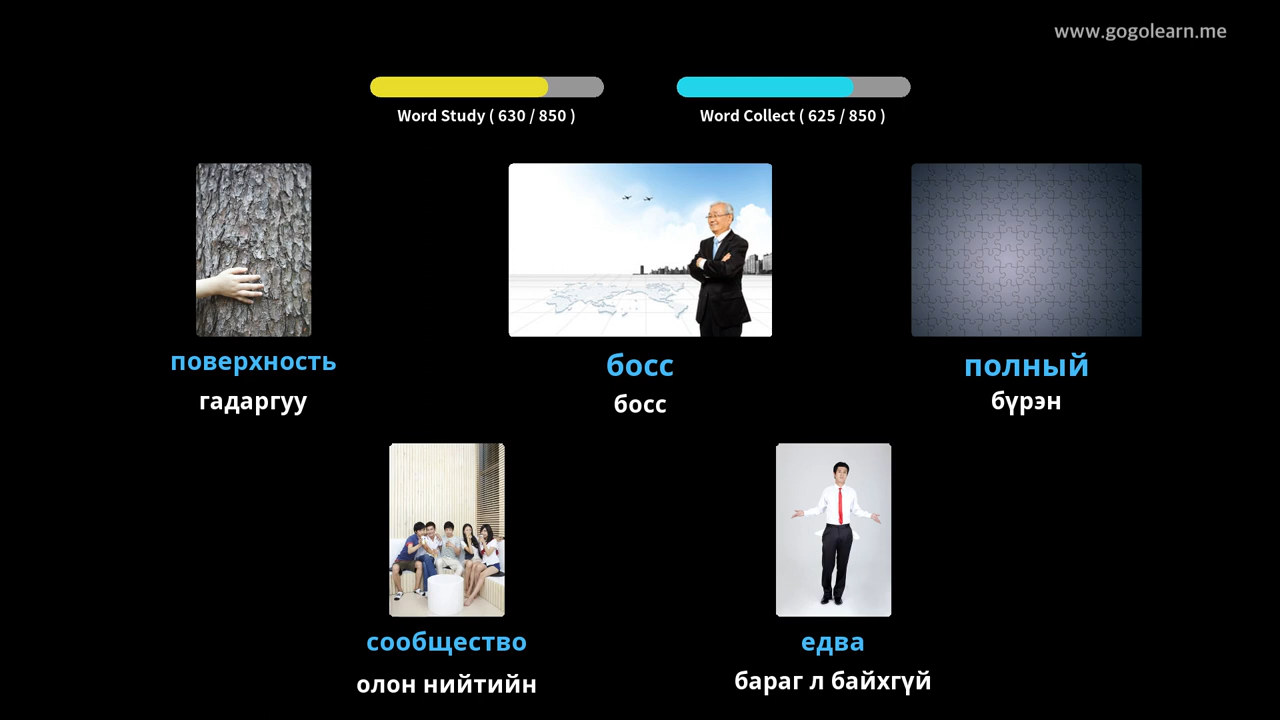 www.gogolearn.me
Word Study ( 630 / 850 )
Word Collect ( 625 / 850 )
поверхность
босс
полный
гадаргуу
босс
бүрэн
сообщество
едва
олон нийтийн
бараг л байхгүй